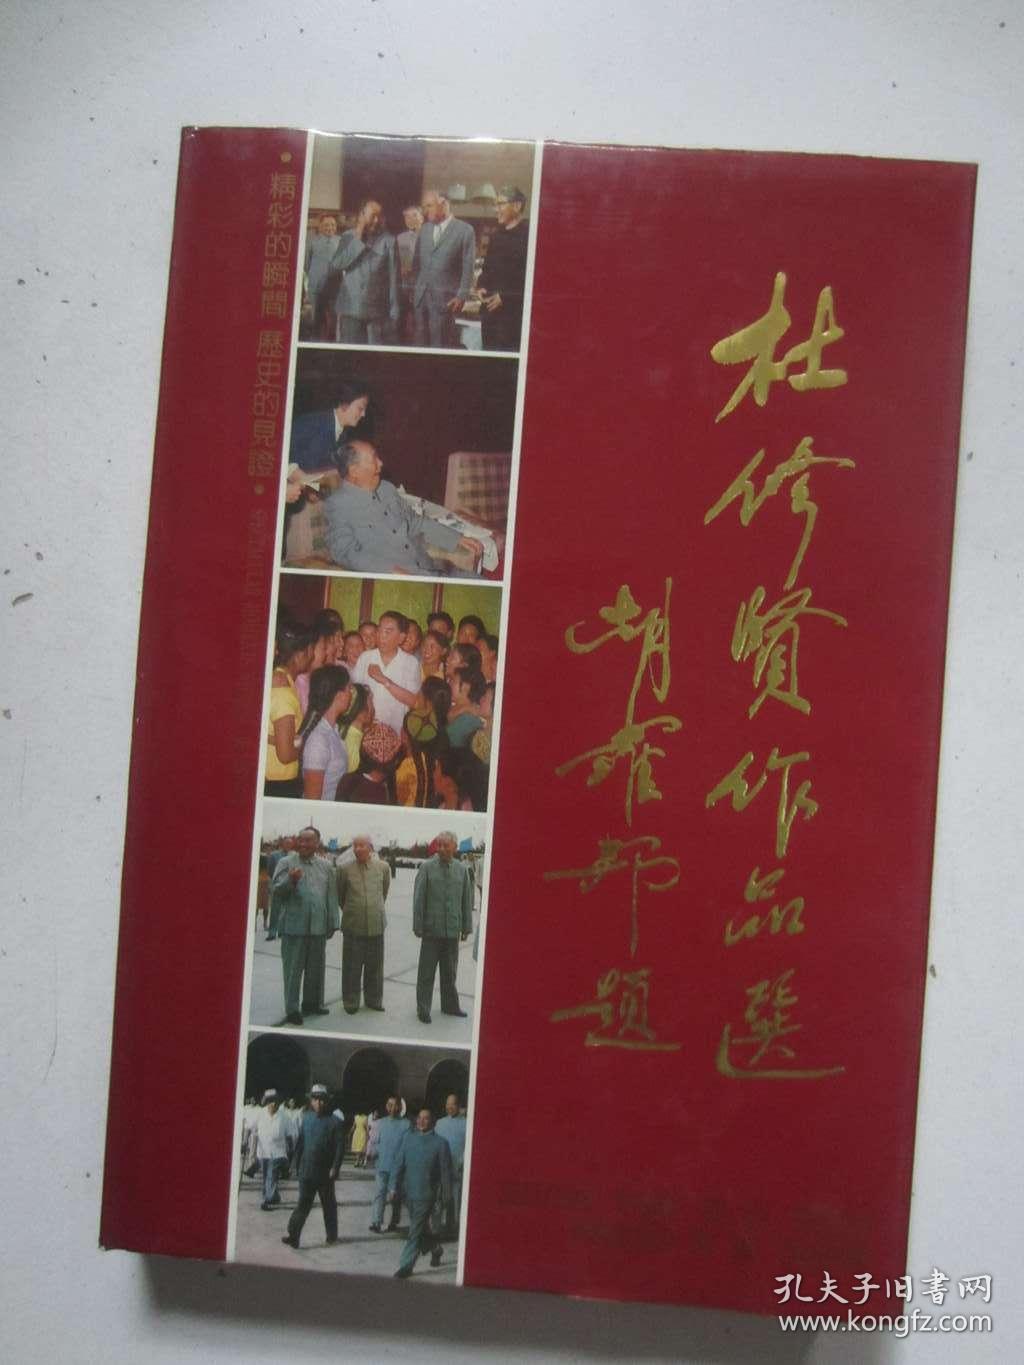 杜修賢作品選
胡耀邦題
·精彩的瞬間 歷史的見證·
孔夫子旧书网
www.kongfz.com